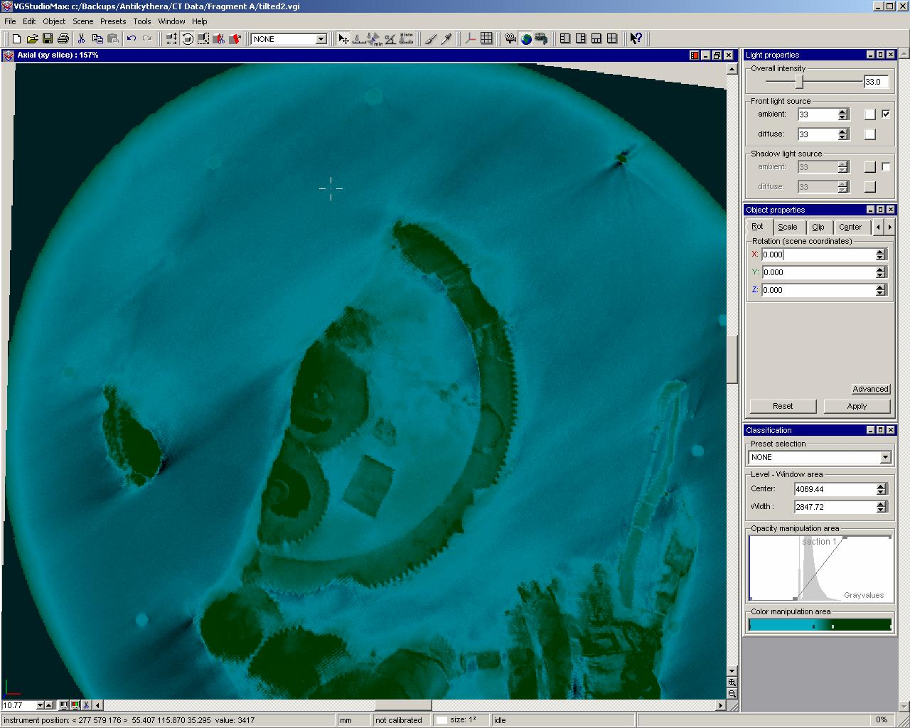 VGStudioMax: c:/Backups/Antikythera/CT Data/Fragment A/tilted2.vgi
File Edit Object Scene Presets Tools Window Help
NONE
Axial (xy slice) : 157%
Light properties
Overall intensity
33.0
Front light source
ambient: 33
diffuse: 33
Shadow light source
ambient: 33
diffuse: 33
Object properties
Rot Scale Clip Center
Rotation (scene coordinates)
X: 0.000
Y: 0.000
Z: 0.000
Advanced
Reset Apply
Classification
Preset selection
NONE
Level - Window area
Center: 4069.44
Width : 2847.72
Opacity manipulation area
section 1
Grayvalues
Color manipulation area
10.77
instrument position: < 277 579 176 > 55.407 115.870 35.295 value: 3417 mm not calibrated size: 1² idle 0%